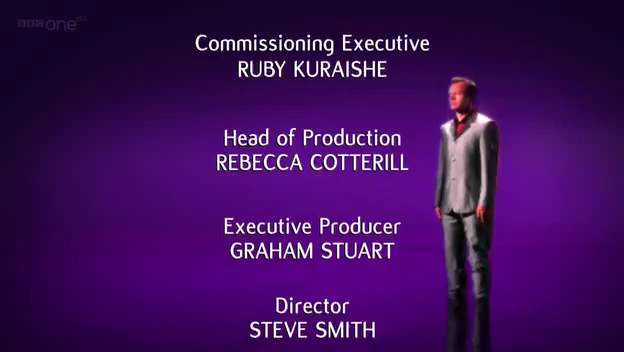 BBC one
Commissioning Executive
RUBY KURAISHE
Head of Production
REBECCA COTTERILL
Executive Producer
GRAHAM STUART
Director
STEVE SMITH